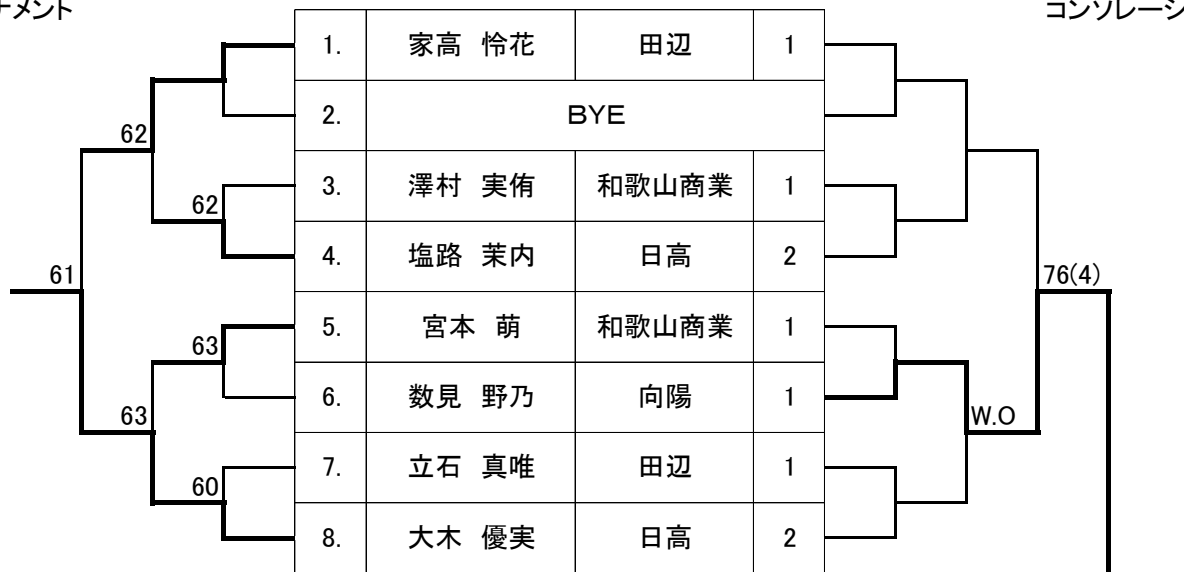 ナメント
コンソレーシ
1. 家高 怜花 田辺 1
2. BYE
62
3. 澤村 実侑 和歌山商業 1
62
4. 塩路 茉内 日高 2
61
76(4)
5. 宮本 萌 和歌山商業 1
63
6. 数見 野乃 向陽 1
63
W.O
7. 立石 真唯 田辺 1
60
8. 大木 優実 日高 2